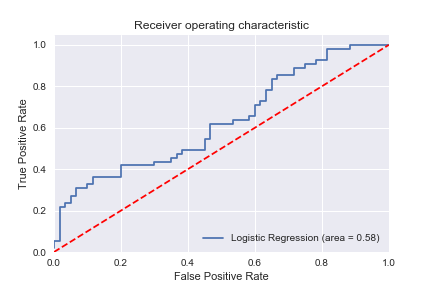 Receiver operating characteristic
1.0
0.8
0.6
0.4
0.2
0.0
True Positive Rate
Logistic Regression (area = 0.58)
0.0 0.2 0.4 0.6 0.8 1.0
False Positive Rate